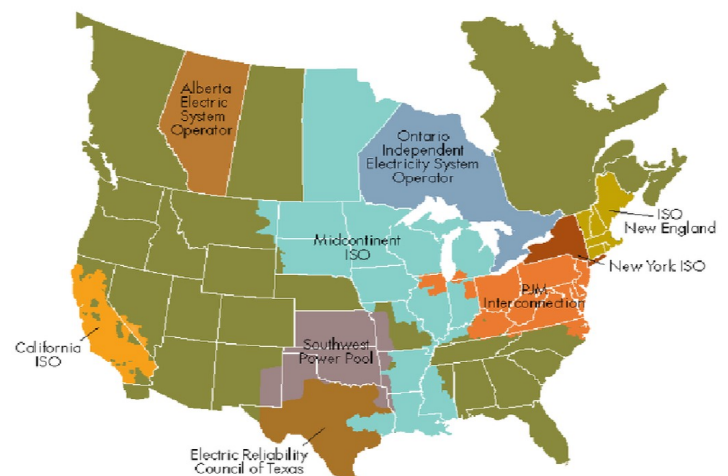 Alberta
Electric
System
Operator
Ontario
Independent
Electricity System
Operator
ISO
New England
Midcontinent
ISO
New York ISO
PJM
Interconnection
California
ISO
Southwest
Power Pool
Electric Reliability
Council of Texas